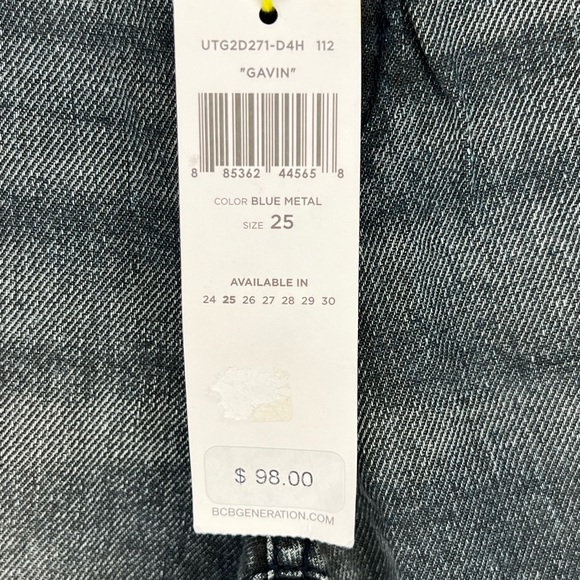 UTG2D271-D4H 112
"GAVIN"
8 85362 44565 8
COLOR BLUE METAL
SIZE 25
AVAILABLE IN
24 25 26 27 28 29 30
$ 98.00
BCBGENERATION.COM